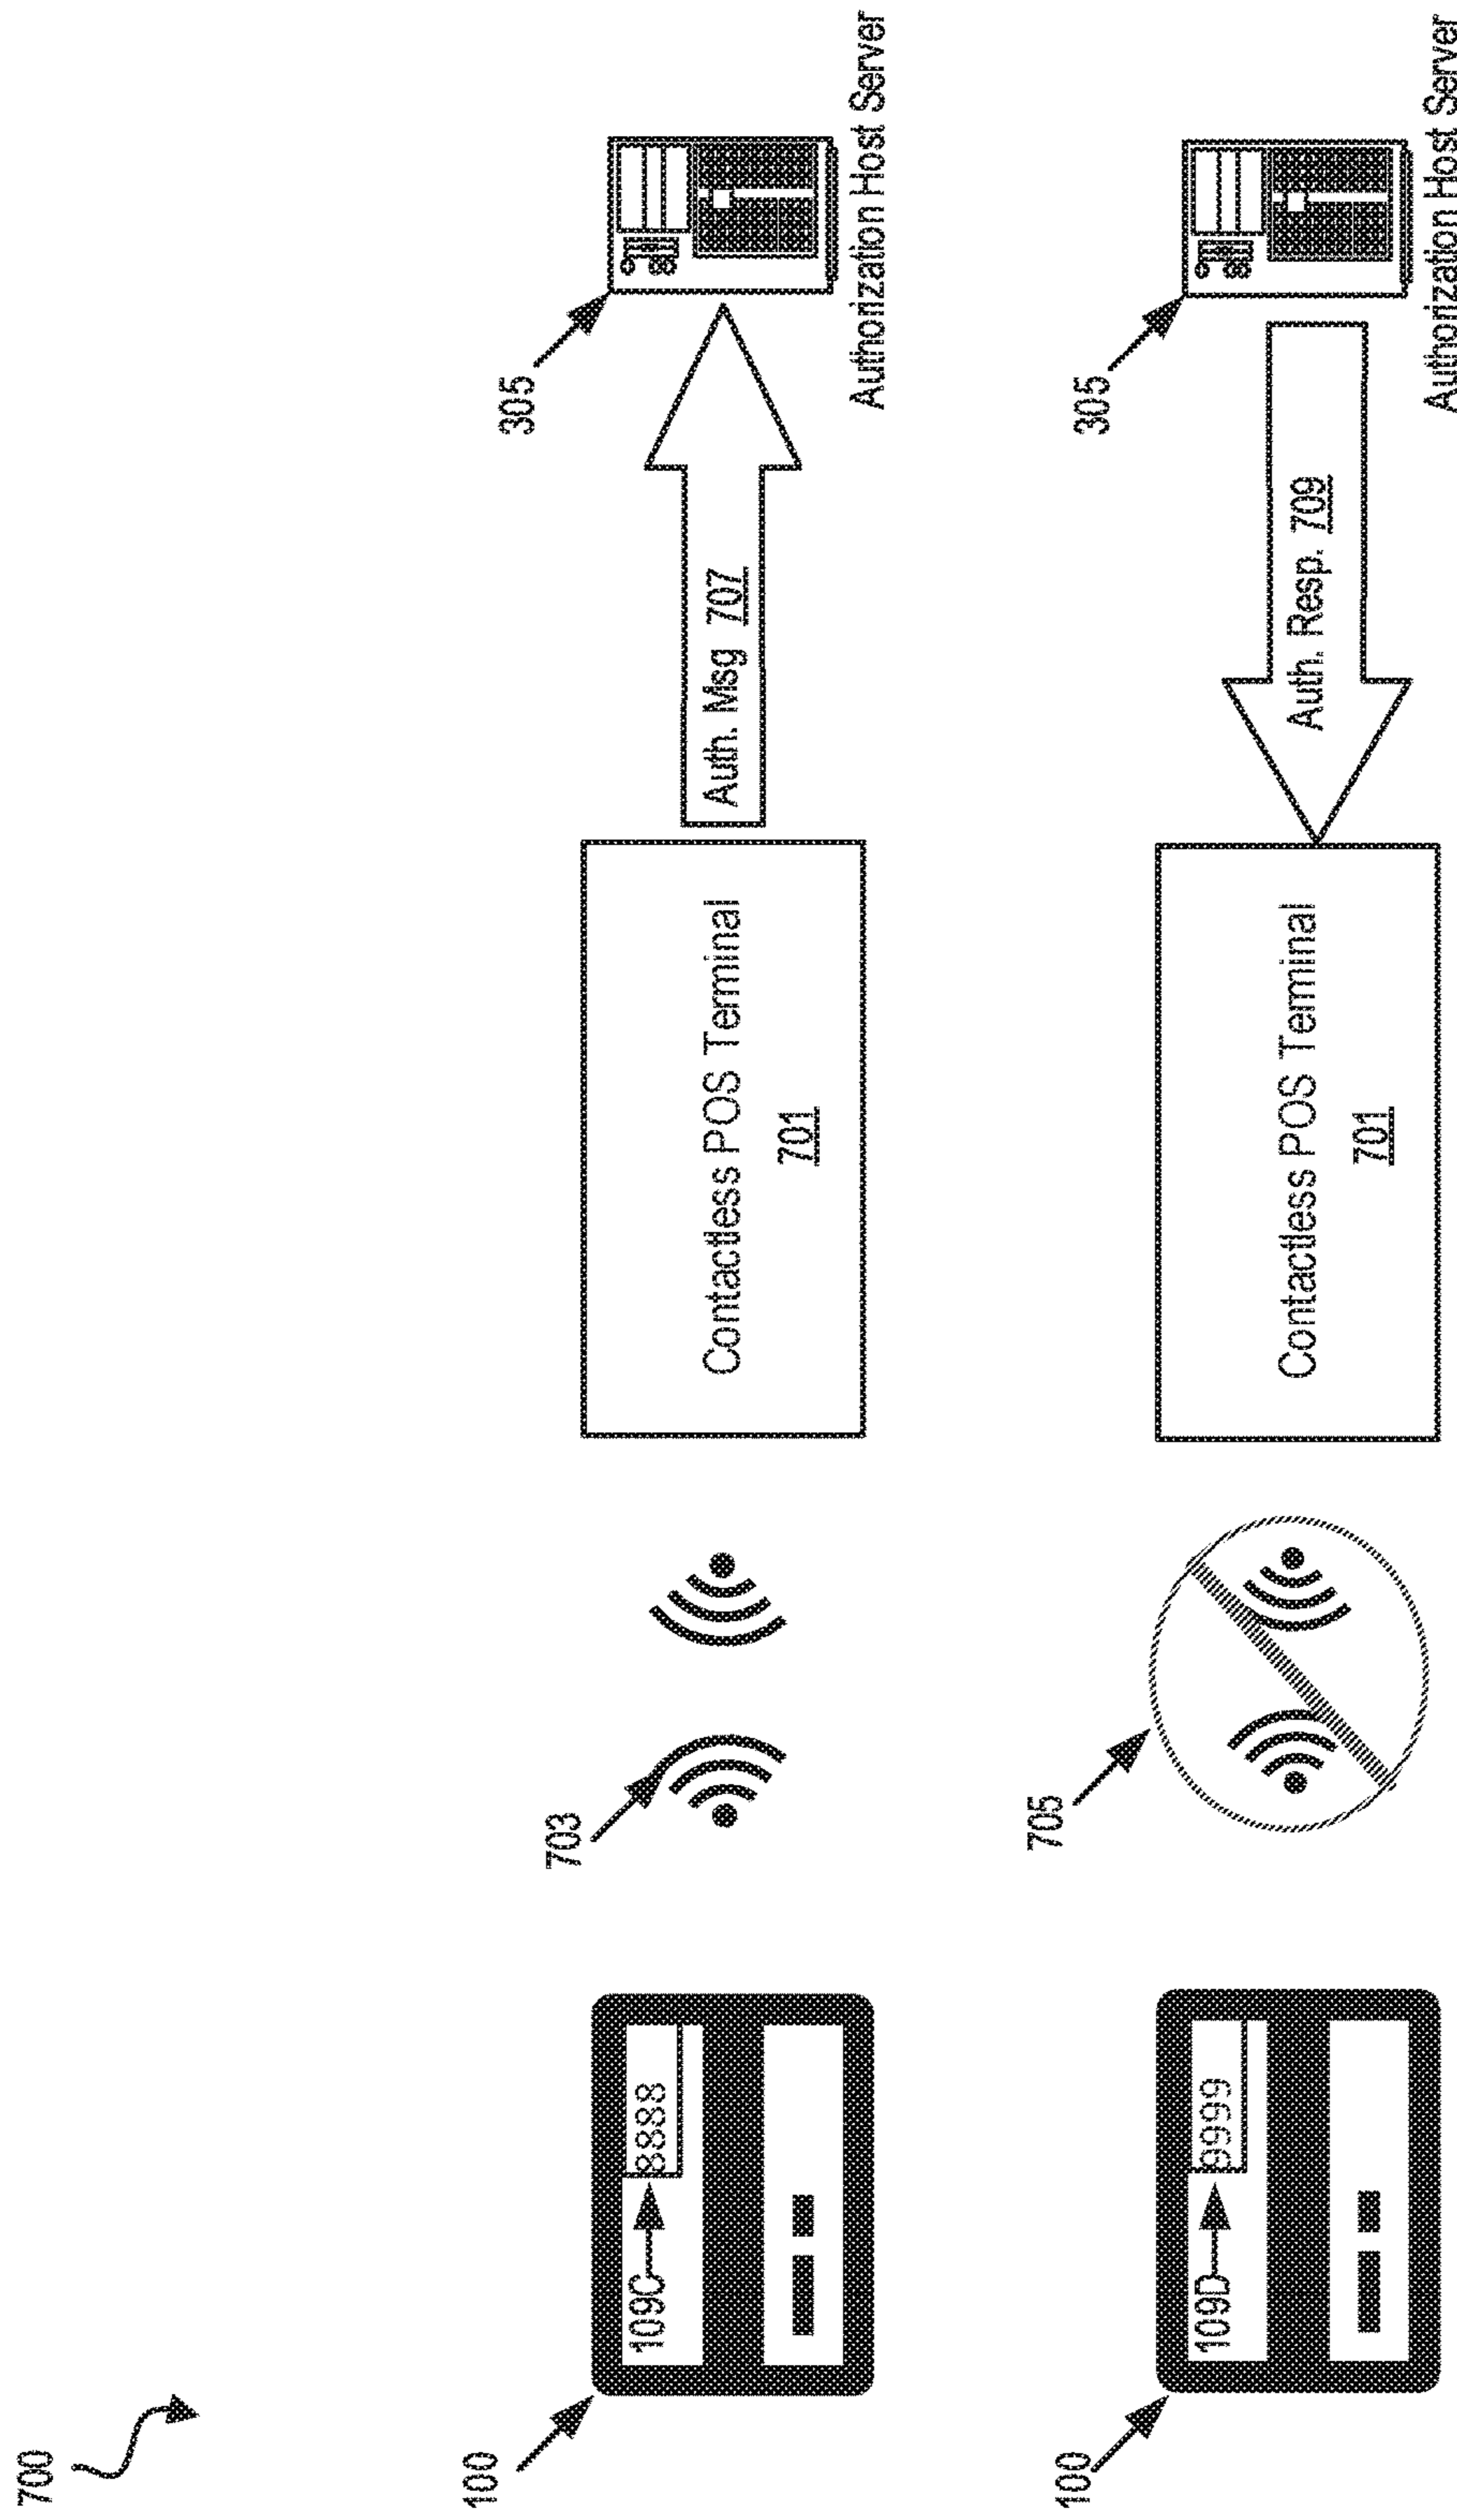 700
100
109C
8888
703
Contactless POS Terminal
701
Auth. Msg 707
305
Authorization Host Server
100
109D
9999
705
Contactless POS Terminal
701
Auth. Resp. 709
305
Authorization Host Server